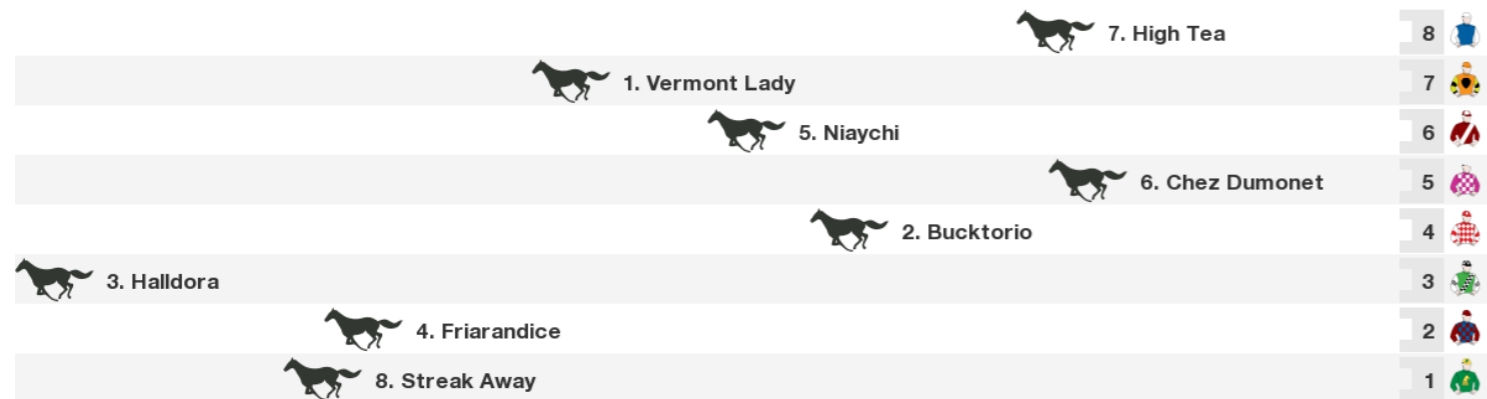 7. High Tea 8
1. Vermont Lady 7
5. Niaychi 6
6. Chez Dumonet 5
2. Bucktorio 4
3. Halldora 3
4. Friarandice 2
8. Streak Away 1